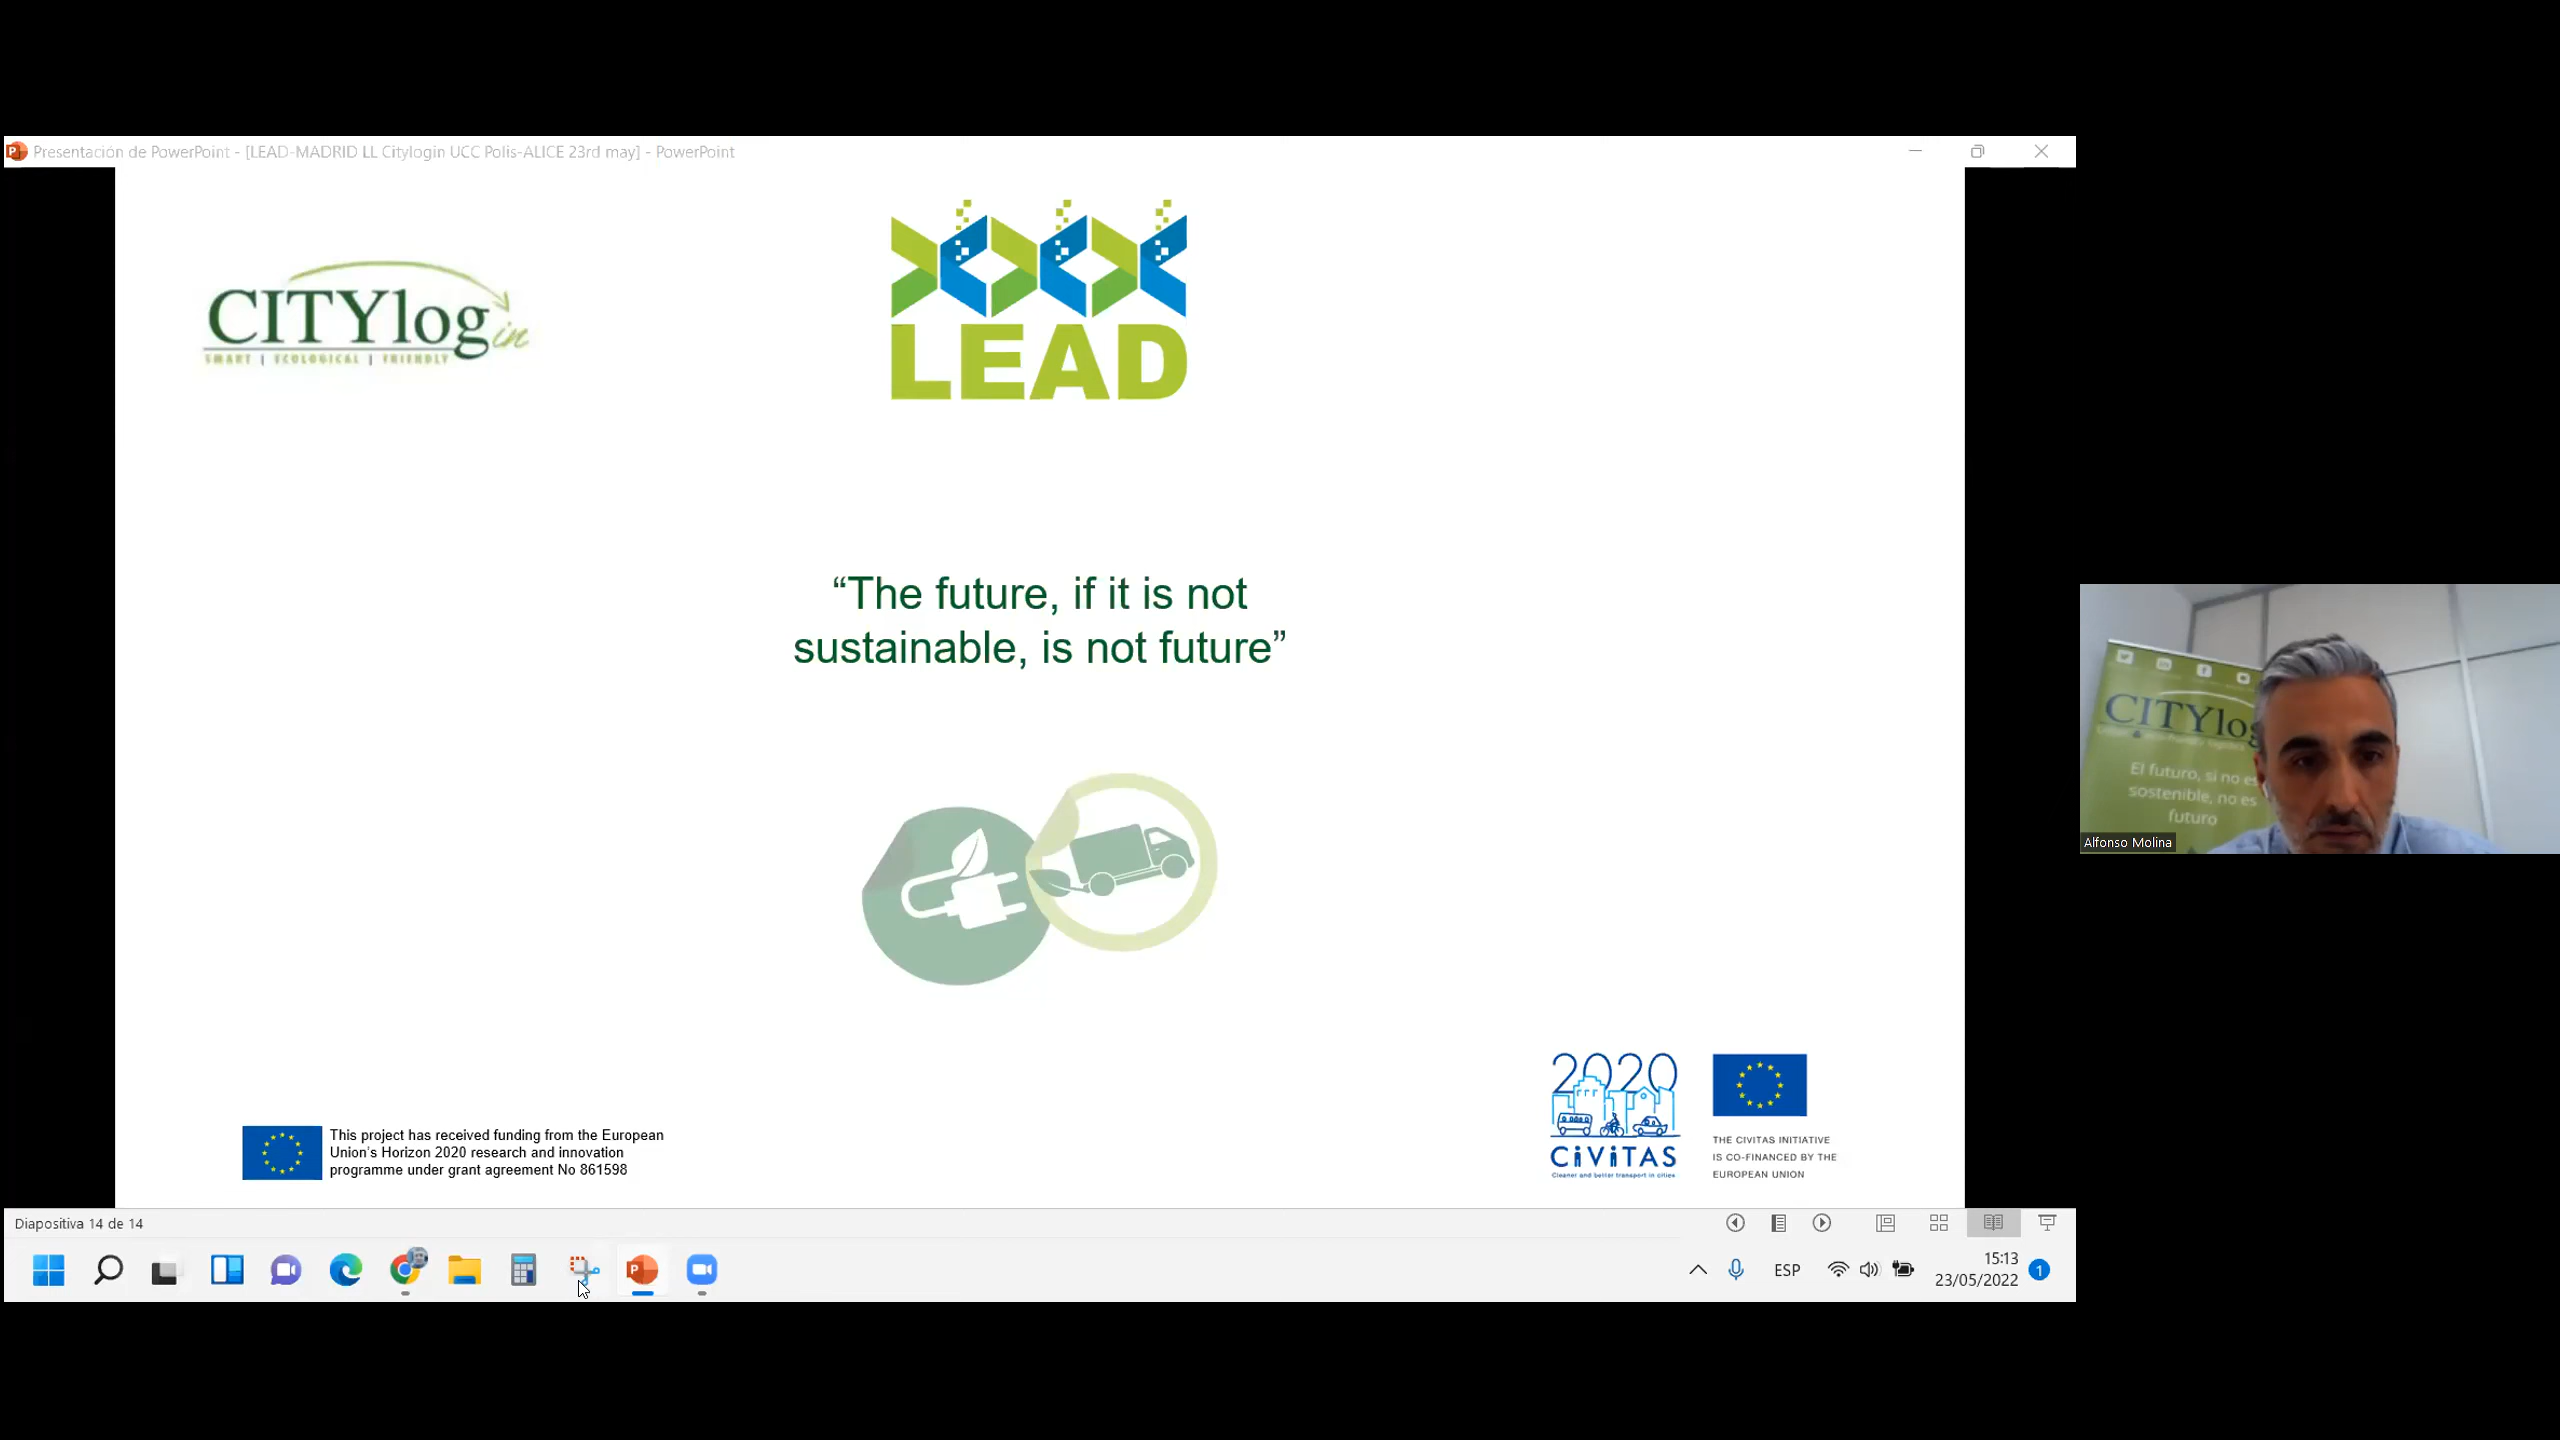 Presentación de PowerPoint - [LEAD-MADRID LL Citylogin UCC Polis-ALICE 23rd may] - PowerPoint
CITYlogin
SMART | ECOLOGICAL | FRIENDLY
LEAD
“The future, if it is not
sustainable, is not future”
CITYlog
El futuro, si no es
sostenible, no es
futuro
Alfonso Molina
This project has received funding from the European
Union's Horizon 2020 research and innovation
programme under grant agreement No 861598
2020
CiViTAS
Cleaner and better transport in cities
THE CIVITAS INITIATIVE
IS CO-FINANCED BY THE
EUROPEAN UNION
Diapositiva 14 de 14
ESP
15:13
23/05/2022
1